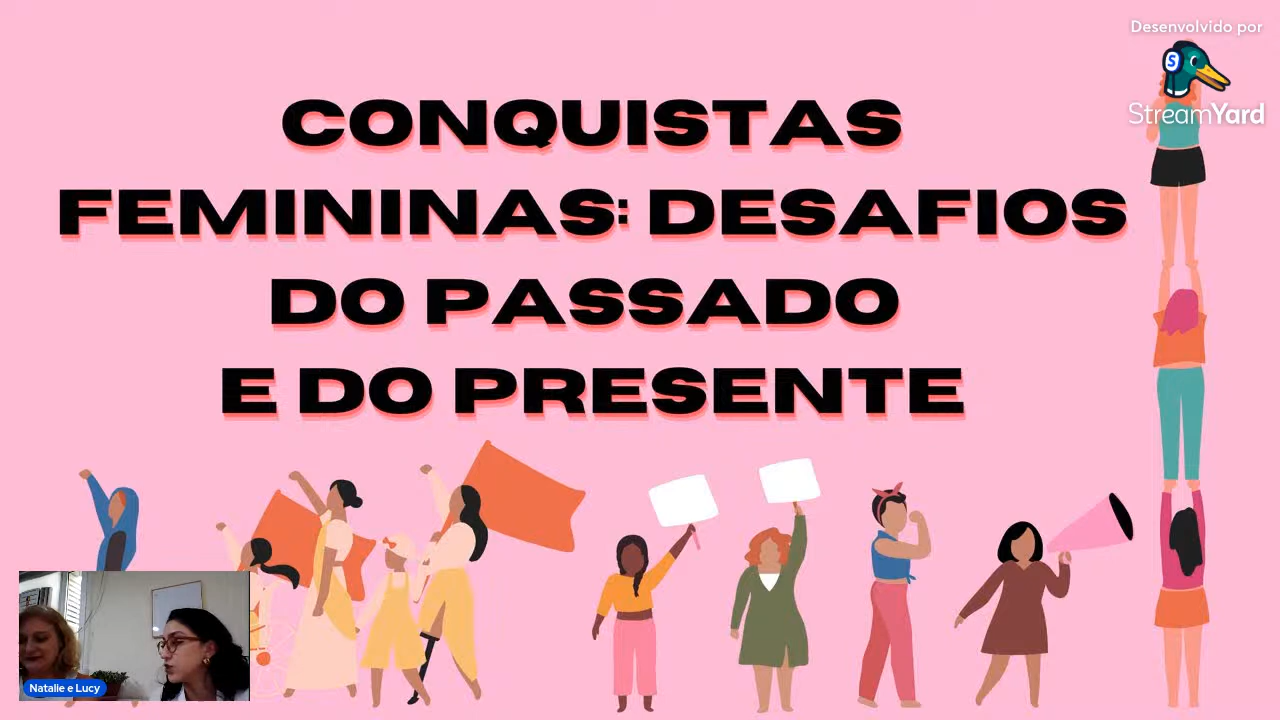 Desenvolvido por
S
StreamYard
CONQUISTAS
FEMININAS: DESAFIOS
DO PASSADO
E DO PRESENTE
Natalie e Lucy